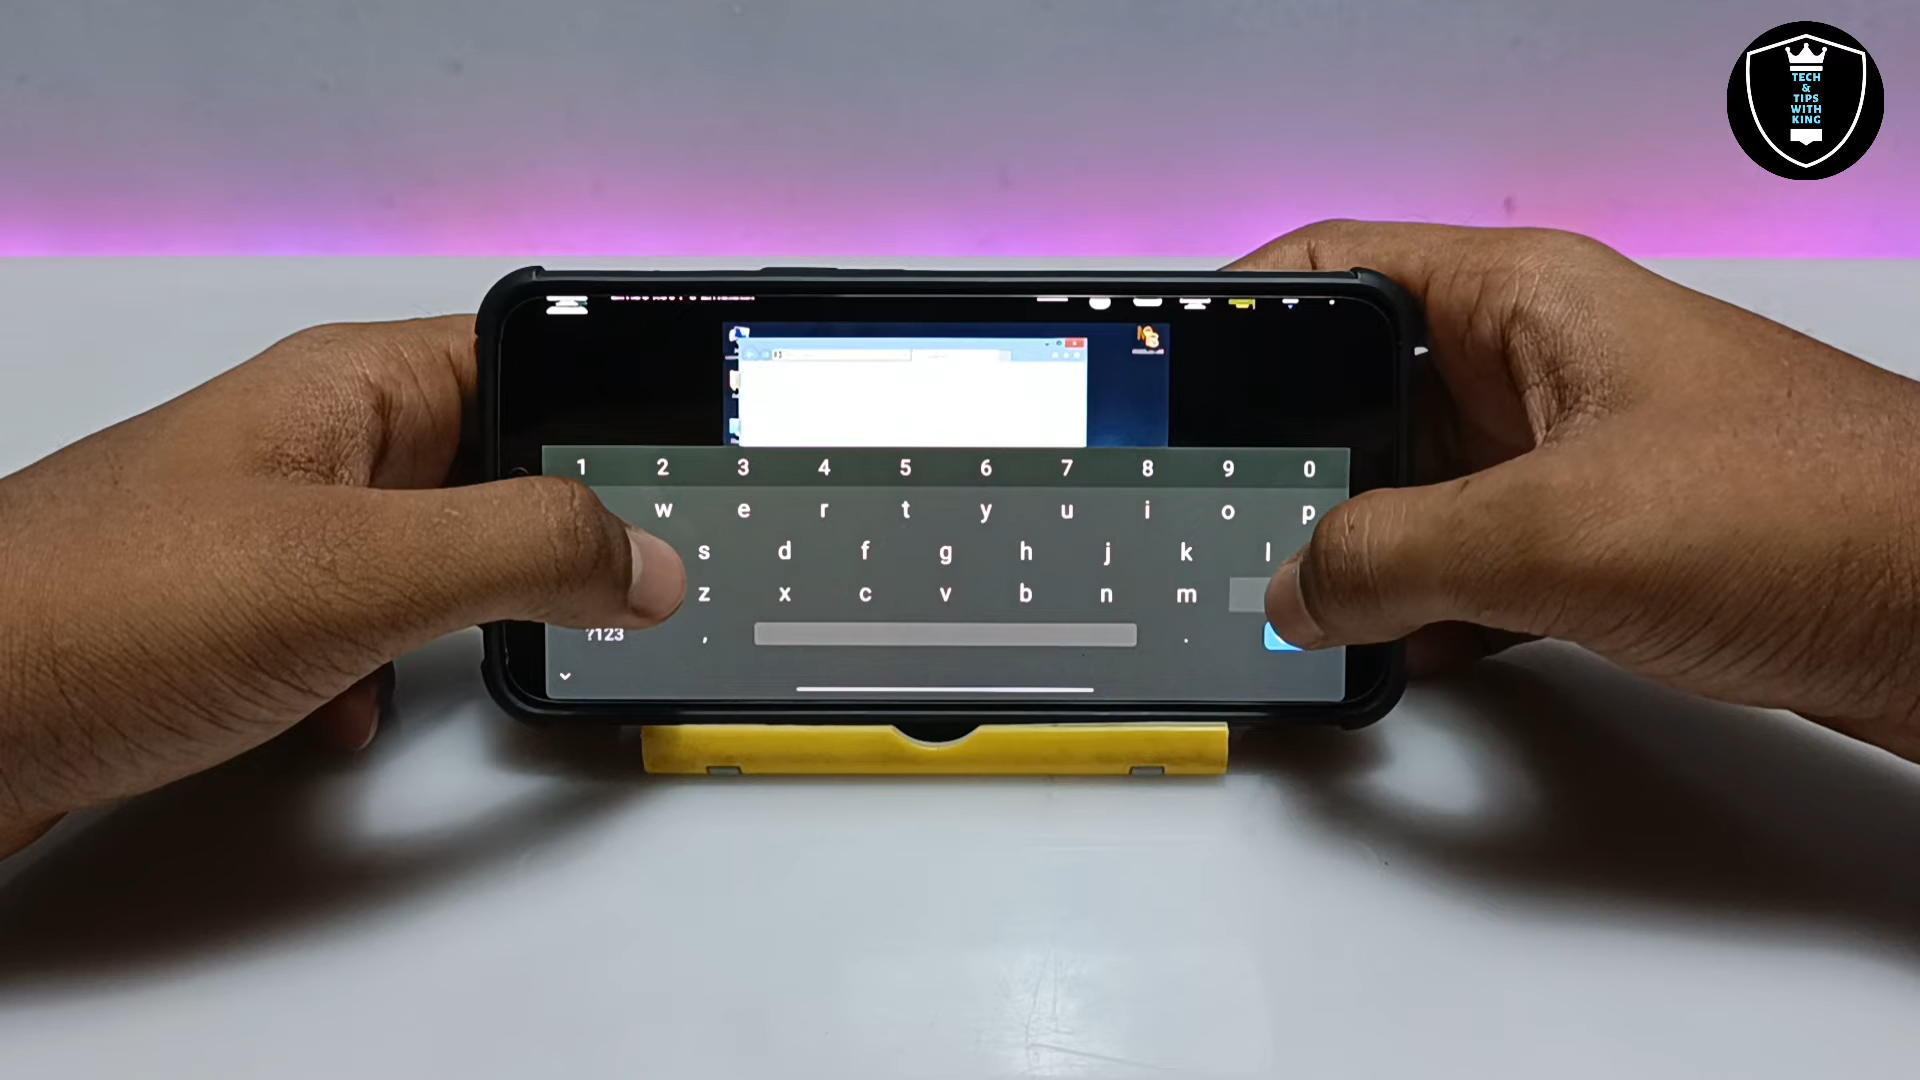 TECH
&
TIPS
WITH
KING
1 2 3 4 5 6 7 8 9 0
w e r t y u i o p
s d f g h j k l
z x c v b n m
?123 , .